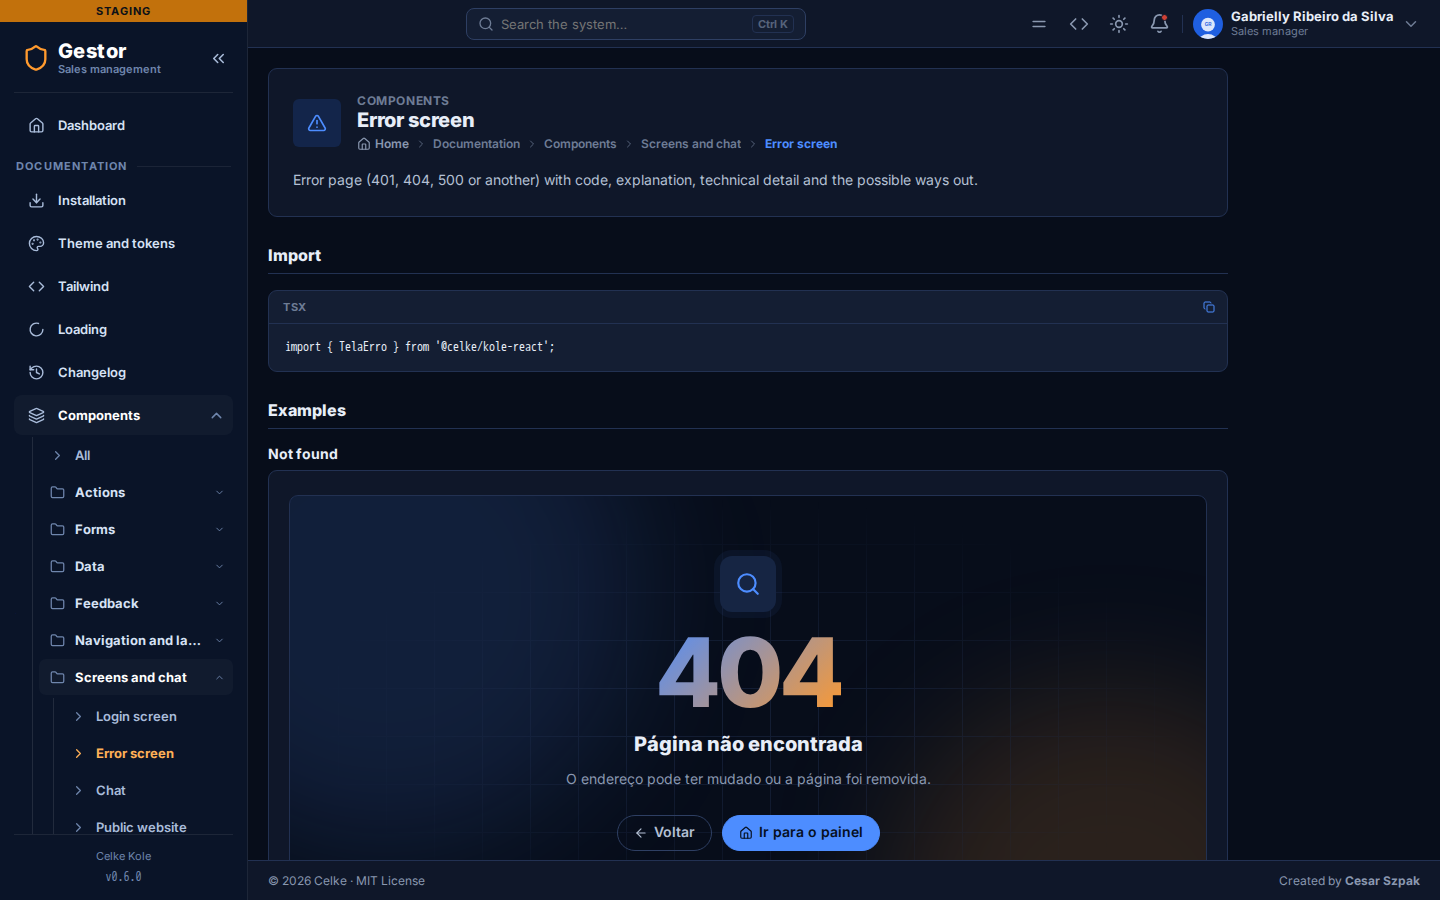 STAGING
Gestor
Sales management
Dashboard
DOCUMENTATION
Installation
Theme and tokens
Tailwind
Loading
Changelog
Components
All
Actions
Forms
Data
Feedback
Navigation and la...
Screens and chat
Login screen
Error screen
Chat
Public website
Celke Kole
v0.6.0
Search the system...
Ctrl K
GR
Gabrielly Ribeiro da Silva
Sales manager
COMPONENTS
Error screen
Home
Documentation
Components
Screens and chat
Error screen
Error page (401, 404, 500 or another) with code, explanation, technical detail and the possible ways out.
Import
TSX
import { TelaErro } from '@celke/kole-react';
Examples
Not found
404
Página não encontrada
O endereço pode ter mudado ou a página foi removida.
Voltar
Ir para o painel
© 2026 Celke · MIT License
Created by Cesar Szpak